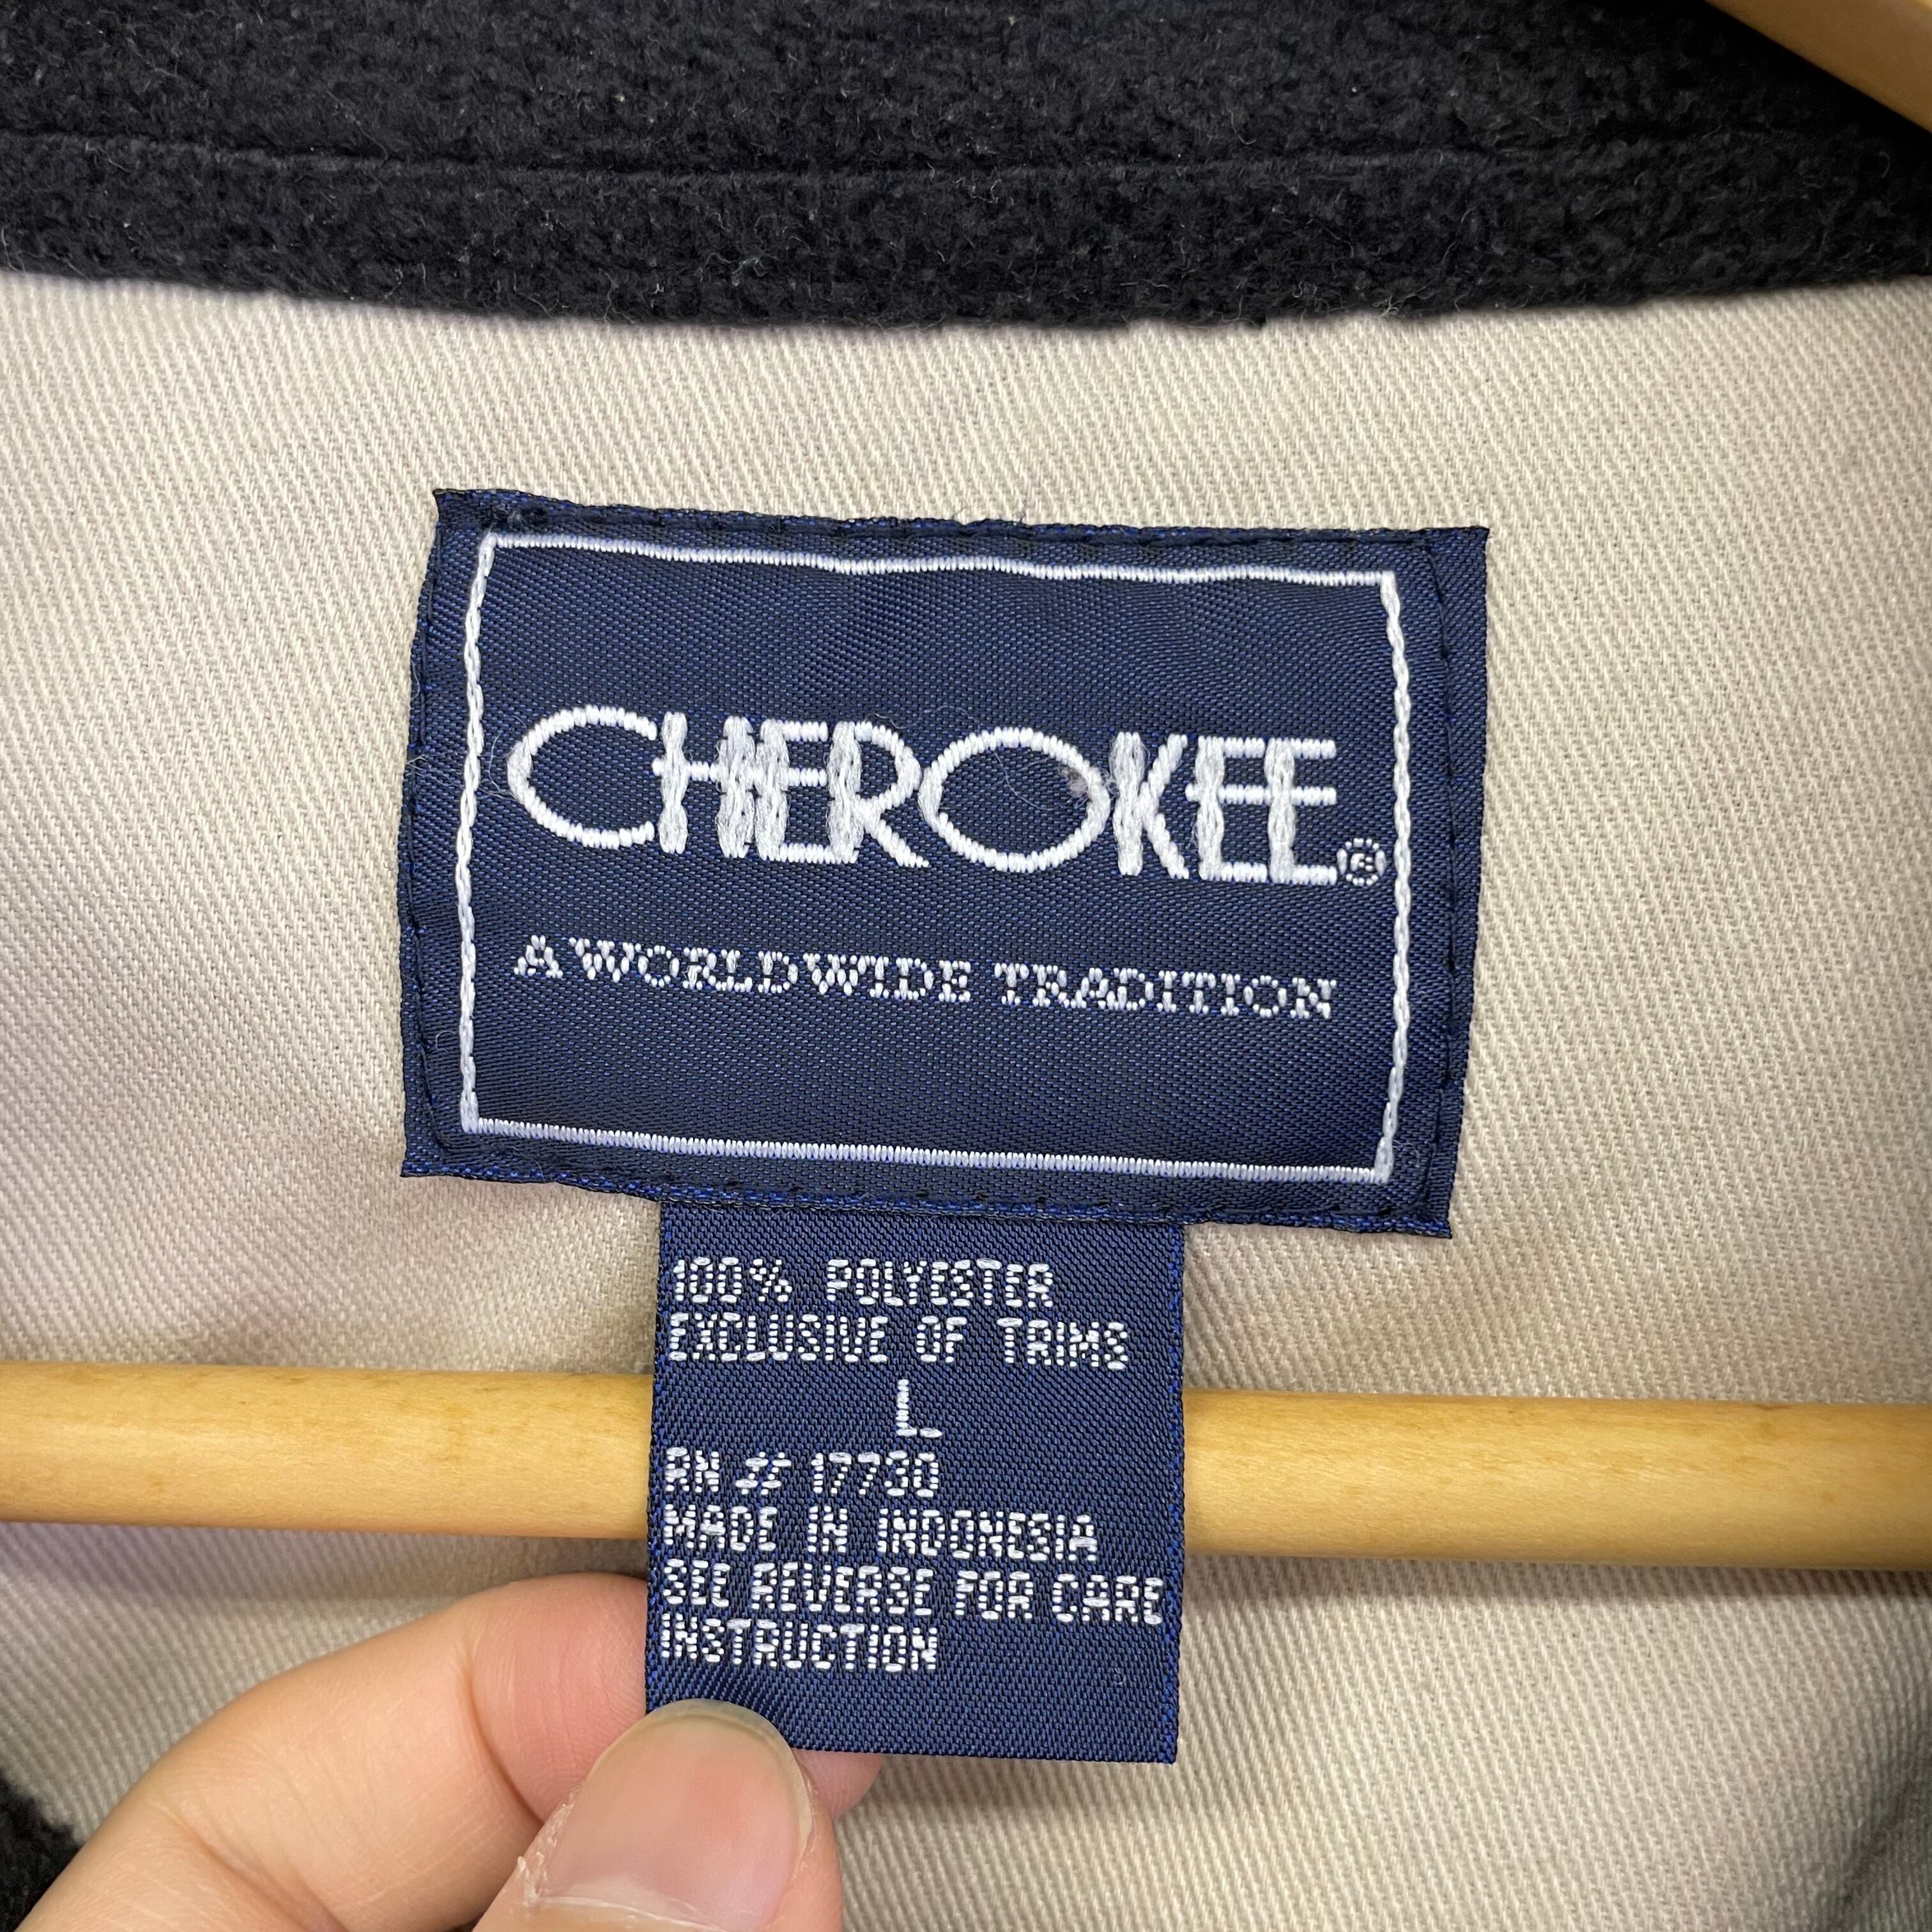 CHEROKEE®
A WORLDWIDE TRADITION
100% POLYESTER
EXCLUSIVE OF TRIMS
L
RN # 17730
MADE IN INDONESIA
SEE REVERSE FOR CARE
INSTRUCTION